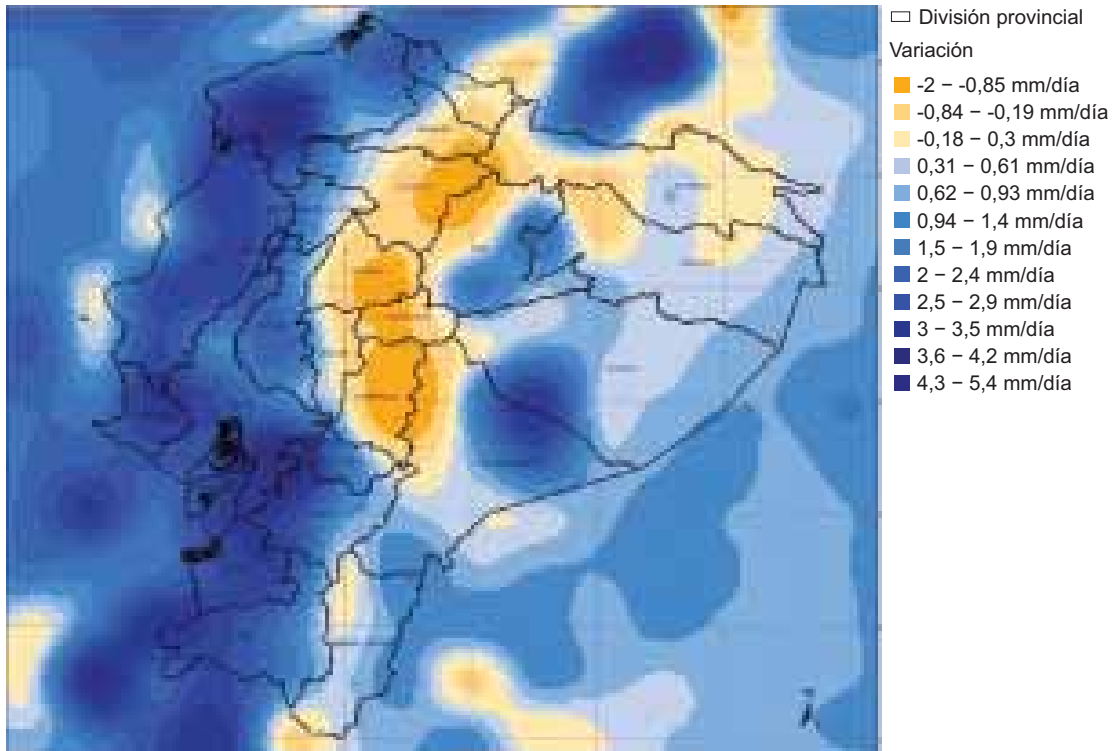 División provincial
Variación
-2 – -0,85 mm/día
-0,84 – -0,19 mm/día
-0,18 – 0,3 mm/día
0,31 – 0,61 mm/día
0,62 – 0,93 mm/día
0,94 – 1,4 mm/día
1,5 – 1,9 mm/día
2 – 2,4 mm/día
2,5 – 2,9 mm/día
3 – 3,5 mm/día
3,6 – 4,2 mm/día
4,3 – 5,4 mm/día